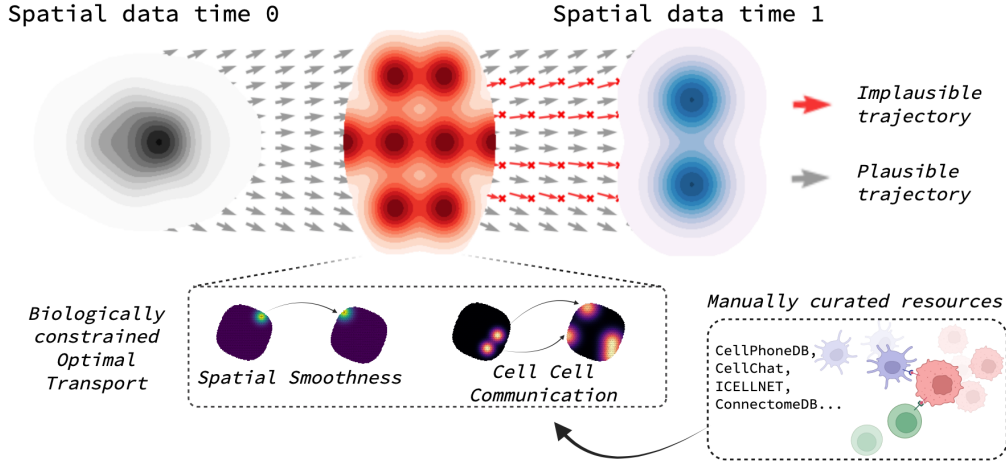 Spatial data time 0
Spatial data time 1
Implausible
trajectory
Plausible
trajectory
Biologically
constrained
Optimal
Transport
Spatial Smoothness
Cell Cell
Communication
Manually curated resources
CellPhoneDB,
CellChat,
ICELLNET,
ConnectomeDB...